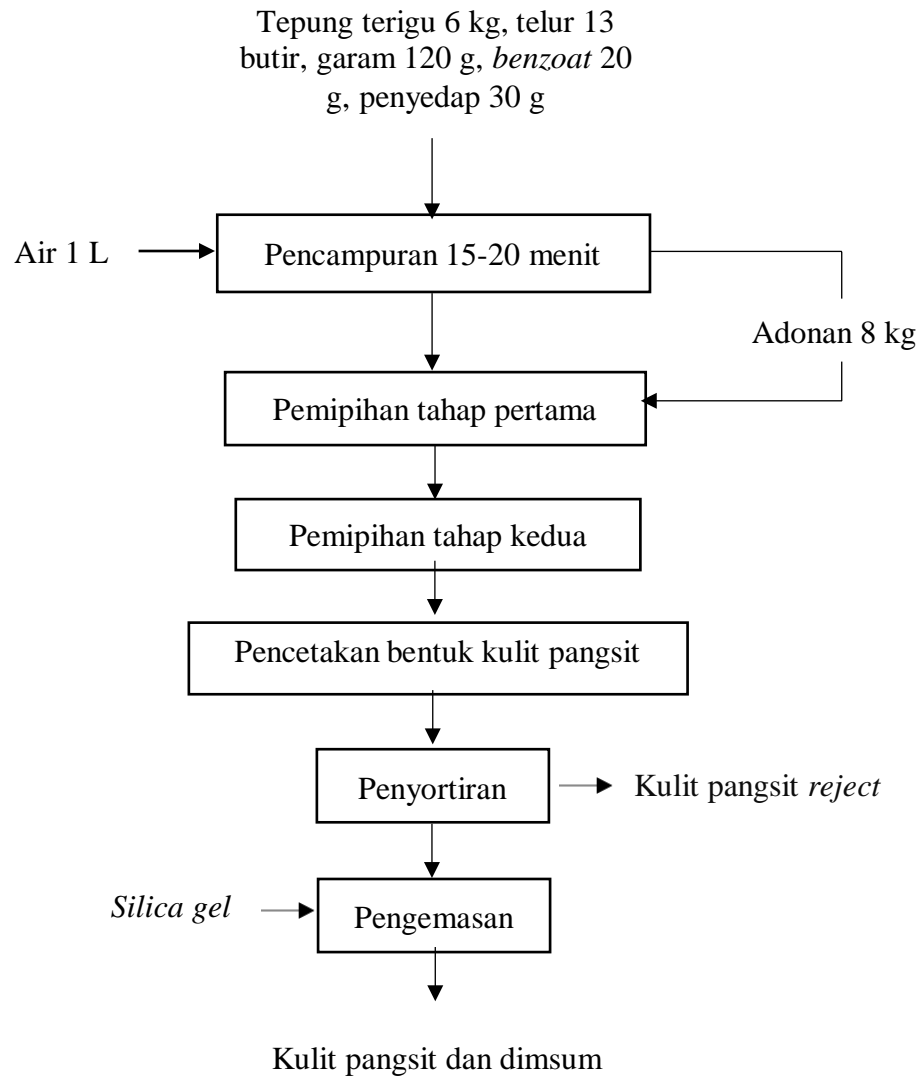 Tepung terigu 6 kg, telur 13
butir, garam 120 g, benzoat 20
g, penyedap 30 g
Air 1 L
Pencampuran 15-20 menit
Adonan 8 kg
Pemipihan tahap pertama
Pemipihan tahap kedua
Pencetakan bentuk kulit pangsit
Penyortiran
Kulit pangsit reject
Silica gel
Pengemasan
Kulit pangsit dan dimsum